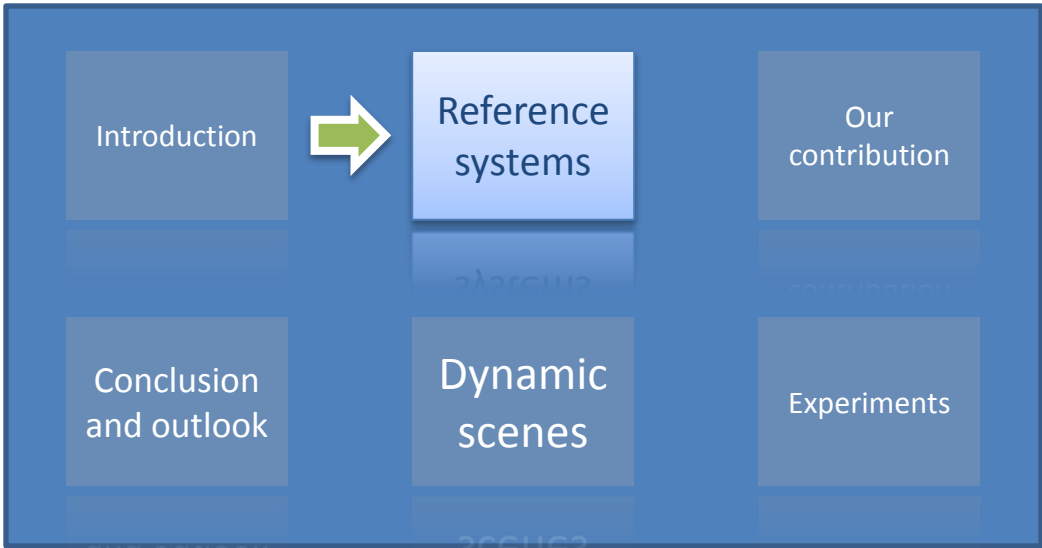 Introduction
Reference
systems
Our
contribution
Conclusion
and outlook
Dynamic
scenes
Experiments